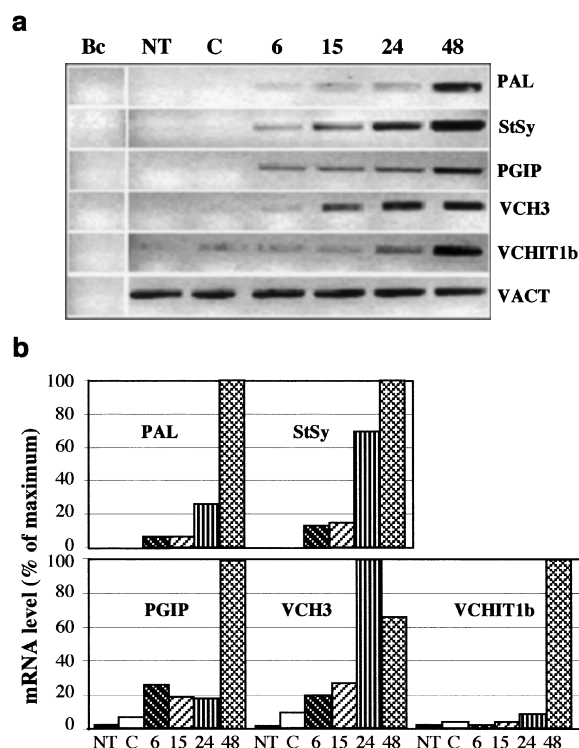 a
Bc NT C 6 15 24 48
PAL
StSy
PGIP
VCH3
VCHIT1b
VACT
b
mRNA level (% of maximum)
100
80
60
40
20
0
PAL
StSy
100
80
60
40
20
0
PGIP
VCH3
VCHIT1b
NT C 6 15 24 48 NT C 6 15 24 48 NT C 6 15 24 48